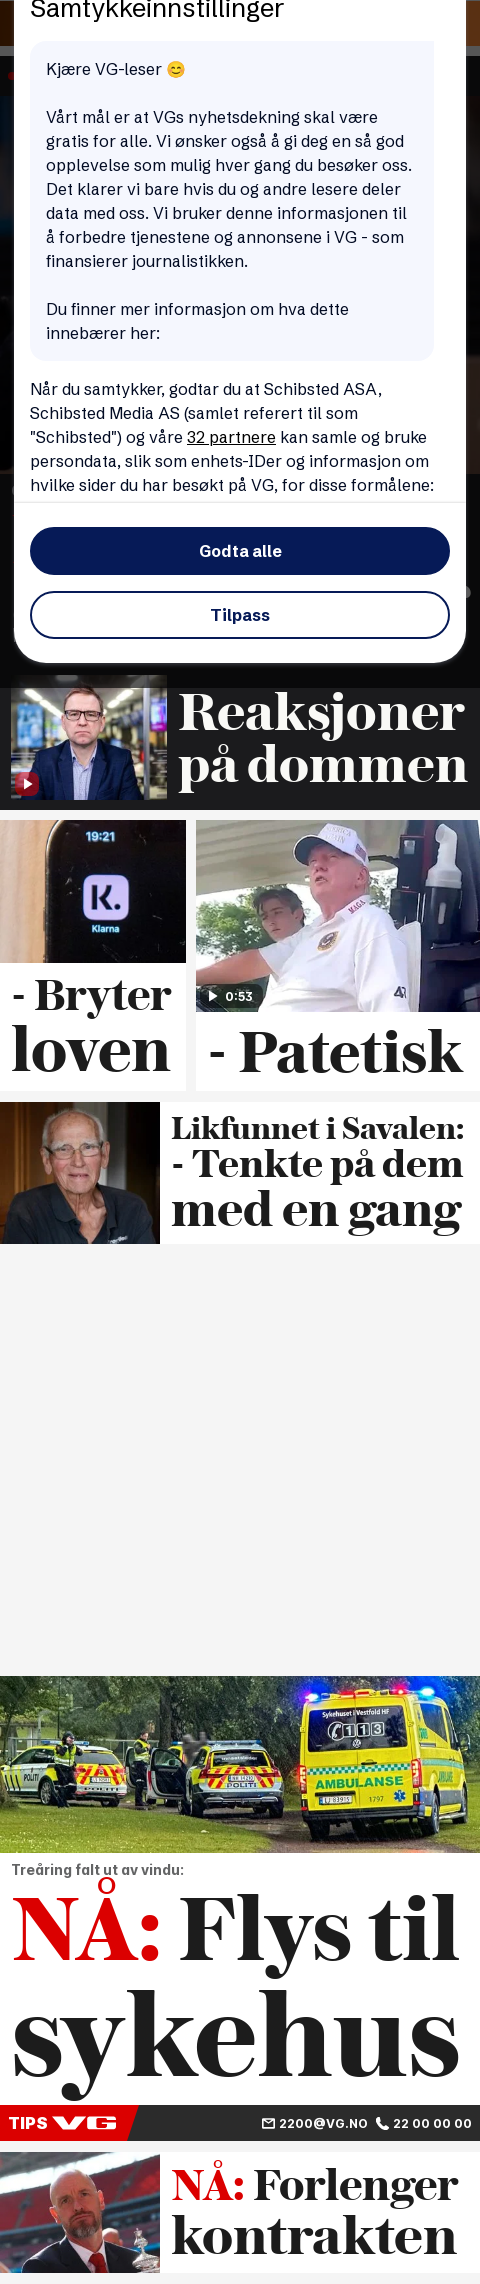 Samtykkeinnstillinger
Kjære VG-leser 😊
Vårt mål er at VGs nyhetsdekning skal være
gratis for alle. Vi ønsker også å gi deg en så god
opplevelse som mulig hver gang du besøker oss.
Det klarer vi bare hvis du og andre lesere deler
data med oss. Vi bruker denne informasjonen til
å forbedre tjenestene og annonsene i VG - som
finansierer journalistikken.
Du finner mer informasjon om hva dette
innebærer her:
Når du samtykker, godtar du at Schibsted ASA,
Schibsted Media AS (samlet referert til som
"Schibsted") og våre 32 partnere kan samle og bruke
persondata, slik som enhets-IDer og informasjon om
hvilke sider du har besøkt på VG, for disse formålene:
Godta alle
Tilpass
Reaksjoner
på dommen
19:21
K.
Klarna
- Bryter
loven
MAGA
0:53
- Patetisk
Likfunnet i Savalen:
- Tenkte på dem
med en gang
Sykehuset i Vestfold HF
113
POLITI
POLITI
AMBULANSE
1797
Treåring falt ut av vindu:
NÅ: Flys til
sykehus
TIPS VG
2200@VG.NO 22 00 00 00
NÅ: Forlenger
kontrakten